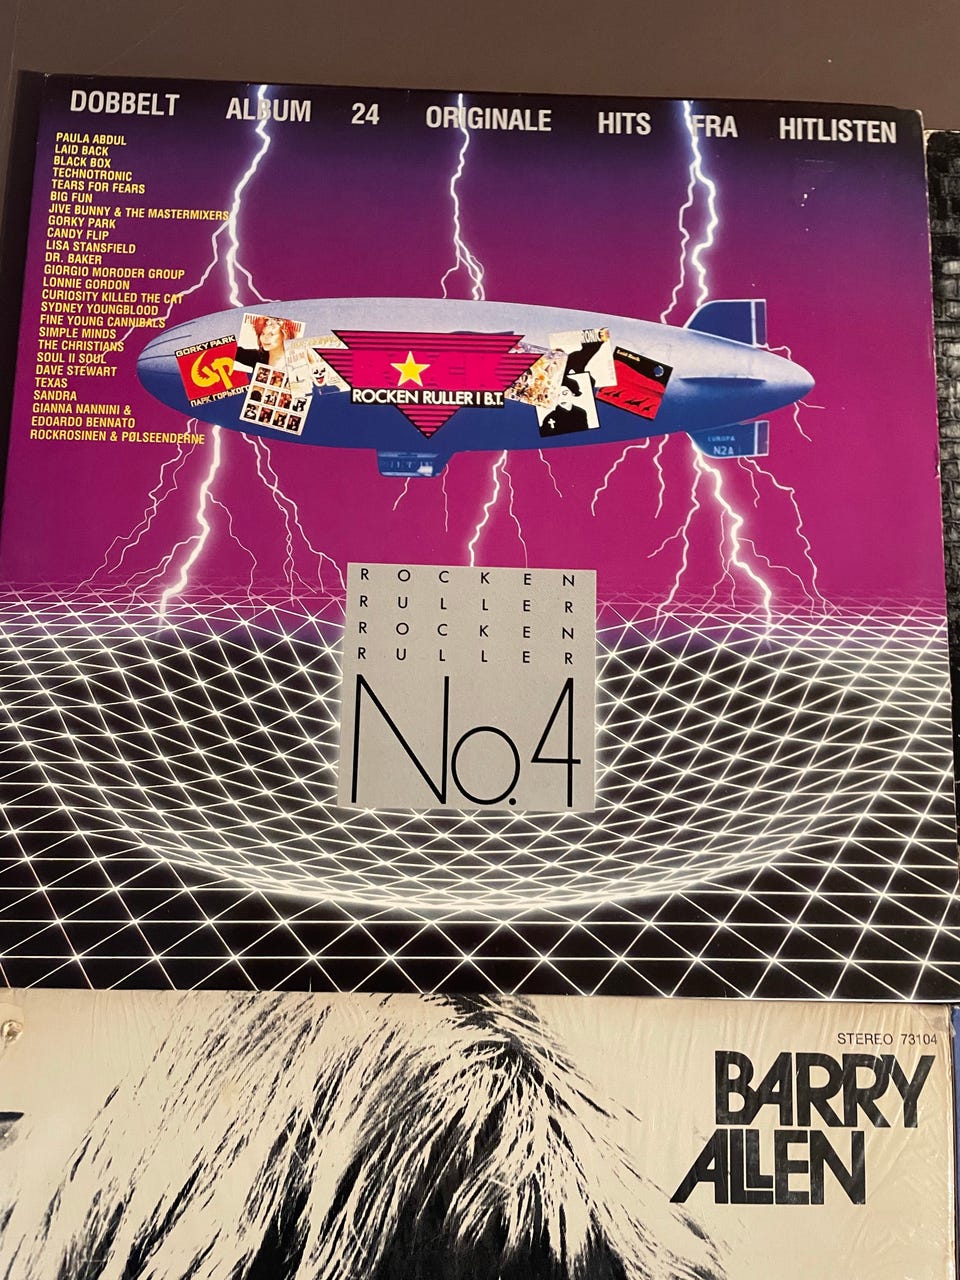 DOBBELT ALBUM 24 ORIGINALE HITS FRA HITLISTEN
PAULA ABDUL
LAID BACK
BLACK BOX
TECHNOTRONIC
TEARS FOR FEARS
BIG FUN
JIVE BUNNY & THE MASTERMIXERS
GORKY PARK
CANDY FLIP
LISA STANSFIELD
DR. BAKER
GIORGIO MORODER GROUP
LONNIE GORDON
CURIOSITY KILLED THE CAT
SYDNEY YOUNGBLOOD
FINE YOUNG CANNIBALS
SIMPLE MINDS
THE CHRISTIANS
SOUL II SOUL
DAVE STEWART
TEXAS
SANDRA
GIANNA NANNINI &
EDOARDO BENNATO
ROCKROSINEN & PØLSEENDERNE
GORKY PARK
GP
ПАРК ГОРЬКОГО
ROCKEN RULLER I B.T.
Laid Back
EUROPA
N2A
ROCKEN
RULLER
ROCKEN
RULLER
No.4
STEREO 73104
BARRY
ALLEN